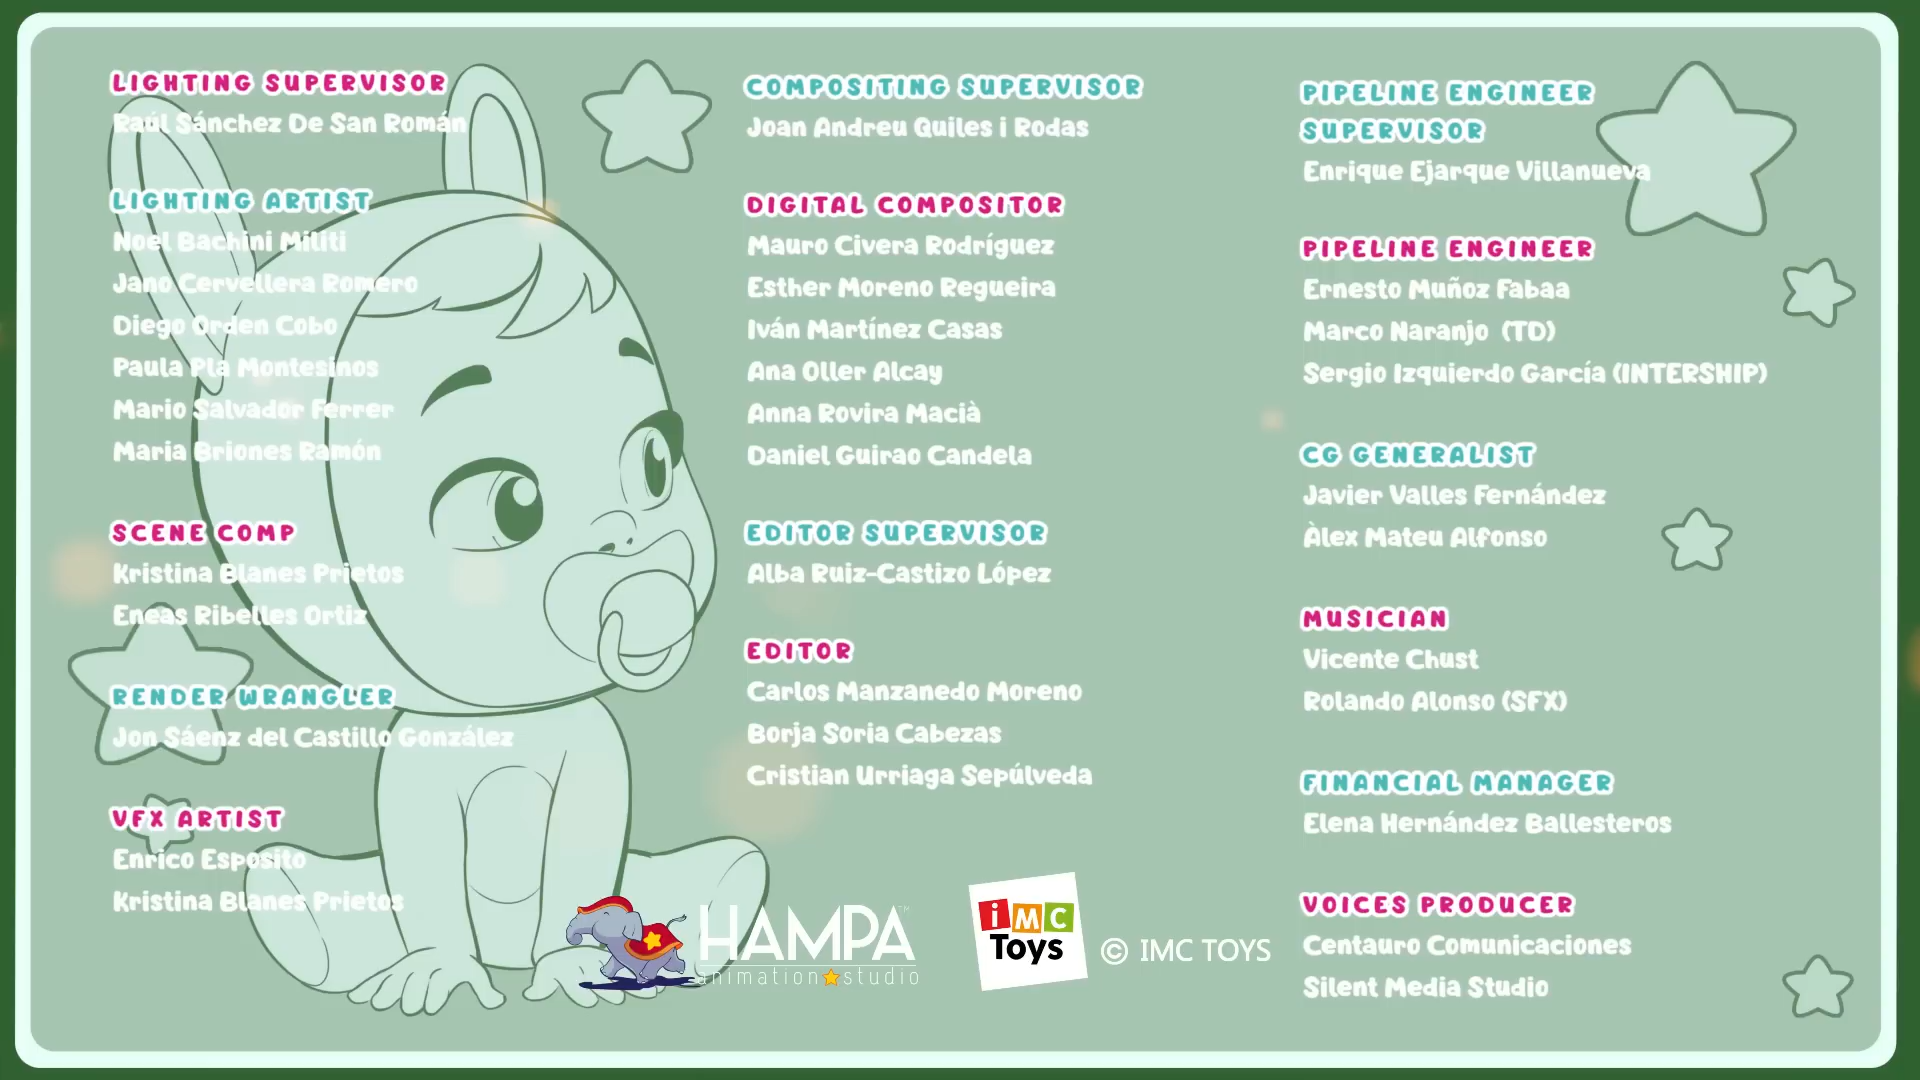 LIGHTING SUPERVISOR
Raúl Sánchez De San Román
LIGHTING ARTIST
Noel Bachini Militi
Jano Cervellera Romero
Diego Orden Cobo
Paula Pla Montesinos
Mario Salvador Ferrer
Maria Briones Ramón
SCENE COMP
Kristina Blanes Prietos
Eneas Ribelles Ortiz
RENDER WRANGLER
Jon Sáenz del Castillo González
VFX ARTIST
Enrico Esposito
Kristina Blanes Prietos
COMPOSITING SUPERVISOR
Joan Andreu Quiles i Rodas
DIGITAL COMPOSITOR
Mauro Civera Rodríguez
Esther Moreno Regueira
Iván Martínez Casas
Ana Oller Alcay
Anna Rovira Macià
Daniel Guirao Candela
EDITOR SUPERVISOR
Alba Ruiz-Castizo López
EDITOR
Carlos Manzanedo Moreno
Borja Soria Cabezas
Cristian Urriaga Sepúlveda
HAMPA™
animation studio
iMC
Toys
© IMC TOYS
PIPELINE ENGINEER
SUPERVISOR
Enrique Ejarque Villanueva
PIPELINE ENGINEER
Ernesto Muñoz Fabaa
Marco Naranjo (TD)
Sergio Izquierdo García (INTERSHIP)
CG GENERALIST
Javier Valles Fernández
Àlex Mateu Alfonso
MUSICIAN
Vicente Chust
Rolando Alonso (SFX)
FINANCIAL MANAGER
Elena Hernández Ballesteros
VOICES PRODUCER
Centauro Comunicaciones
Silent Media Studio